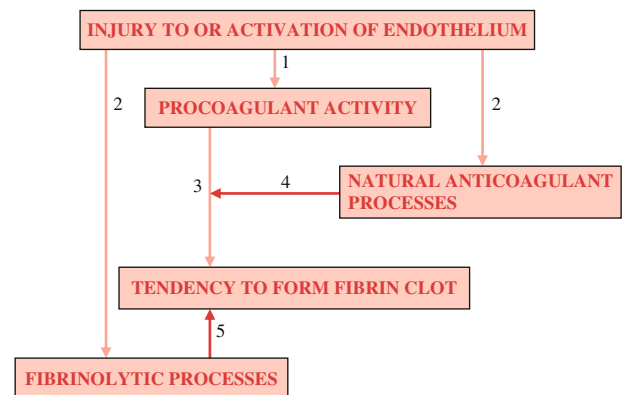 INJURY TO OR ACTIVATION OF ENDOTHELIUM
1
2
2
PROCOAGULANT ACTIVITY
3
4
NATURAL ANTICOAGULANT
PROCESSES
TENDENCY TO FORM FIBRIN CLOT
5
FIBRINOLYTIC PROCESSES